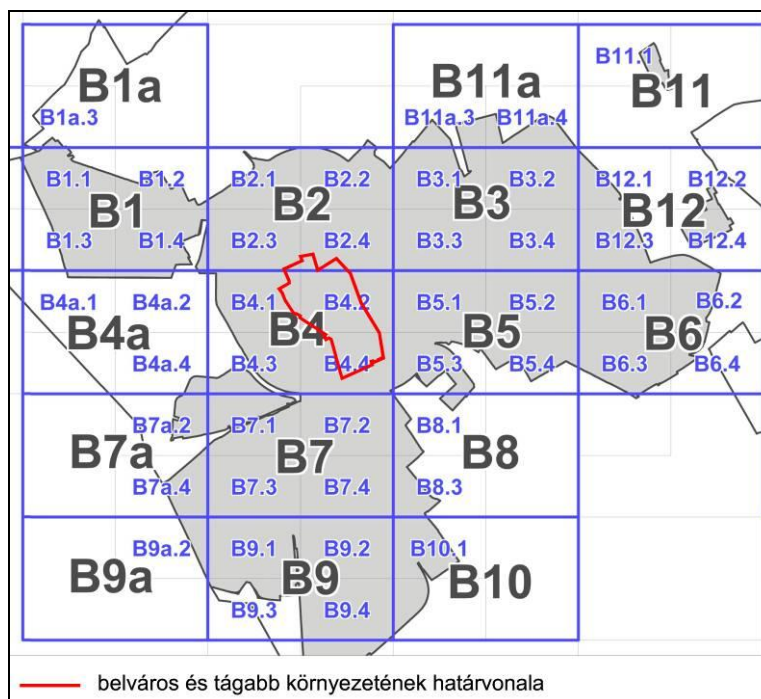 B11.1
B1a B11a B11
B1a.3 B11a.3 B11a.4
B1.1 B1.2 B2.1 B2.2 B3.1 B3.2 B12.1 B12.2
B1 B2 B3 B12
B1.3 B1.4 B2.3 B2.4 B3.3 B3.4 B12.3 B12.4
B4a.1 B4a.2 B4.1 B4.2 B5.1 B5.2 B6.1 B6.2
B4a B4 B5 B6
B4a.4 B4.3 B4.4 B5.3 B5.4 B6.3 B6.4
B7a.2 B7.1 B7.2 B8.1
B7a B7 B8
B7a.4 B7.3 B7.4 B8.3
B9a.2 B9.1 B9.2 B10.1
B9a B9 B10
B9.3 B9.4
belváros és tágabb környezetének határvonala